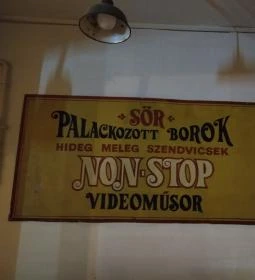 SÖR
PALACKOZOTT BOROK
HIDEG MELEG SZENDVICSEK
NON-STOP
VIDEOMŰSOR